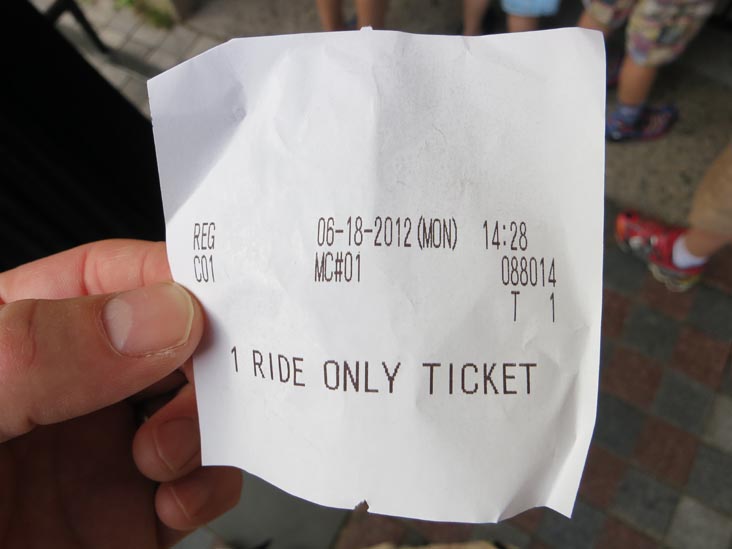 REG 06-18-2012(MON) 14:28
C01 MC#01 088014
T 1
1 RIDE ONLY TICKET